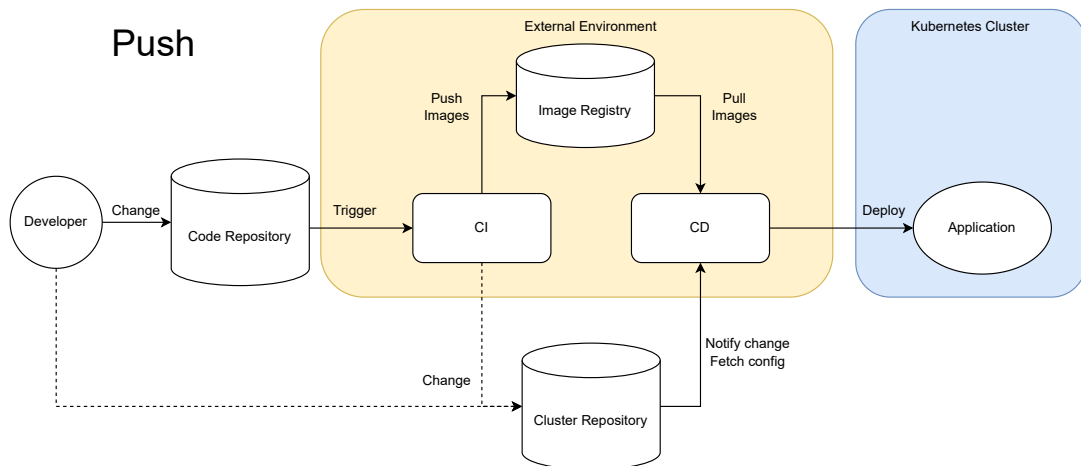 Push
External Environment
Kubernetes Cluster
Push
Images
Image Registry
Pull
Images
Developer
Change
Code Repository
Trigger
CI
CD
Deploy
Application
Notify change
Fetch config
Change
Cluster Repository